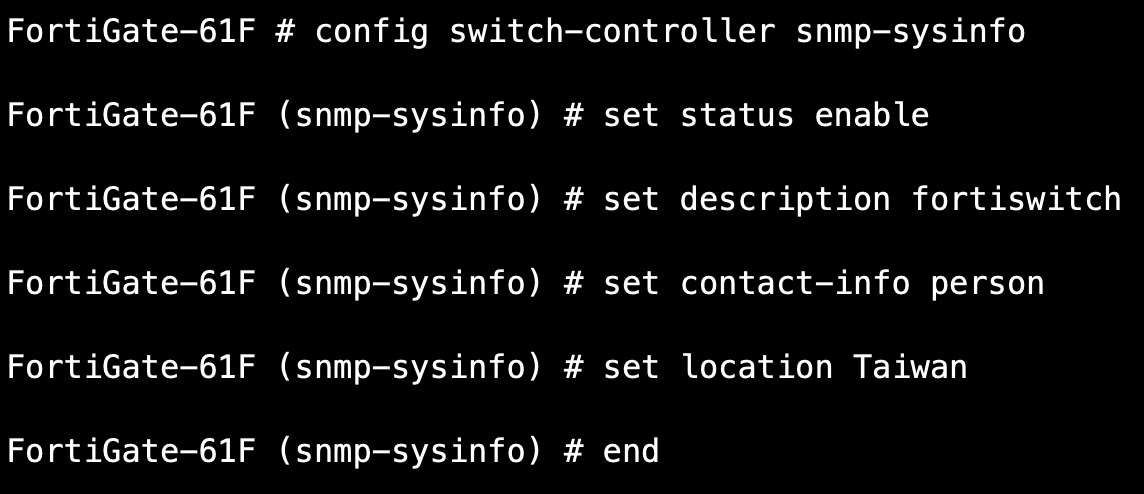 FortiGate-61F # config switch-controller snmp-sysinfo
FortiGate-61F (snmp-sysinfo) # set status enable
FortiGate-61F (snmp-sysinfo) # set description fortiswitch
FortiGate-61F (snmp-sysinfo) # set contact-info person
FortiGate-61F (snmp-sysinfo) # set location Taiwan
FortiGate-61F (snmp-sysinfo) # end